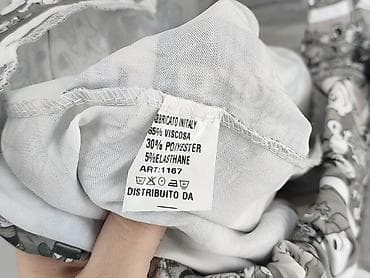 FABBRICATO IN ITALY
65% VISCOSA
30% POLYESTER
5% ELASTHANE
ART:1167
DISTRIBUITO DA